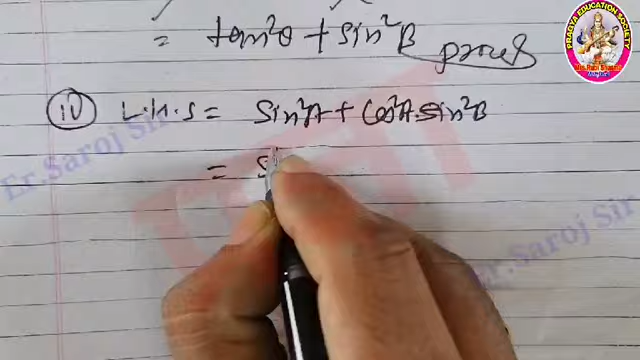 = tan²θ + sin²B proved
(iv) L.H.S = Sin²A + Cos²A.sin²B
= S
PRAGYA EDUCATION SOCIETY
Er.Saroj Sir
Er.Saroj Sir